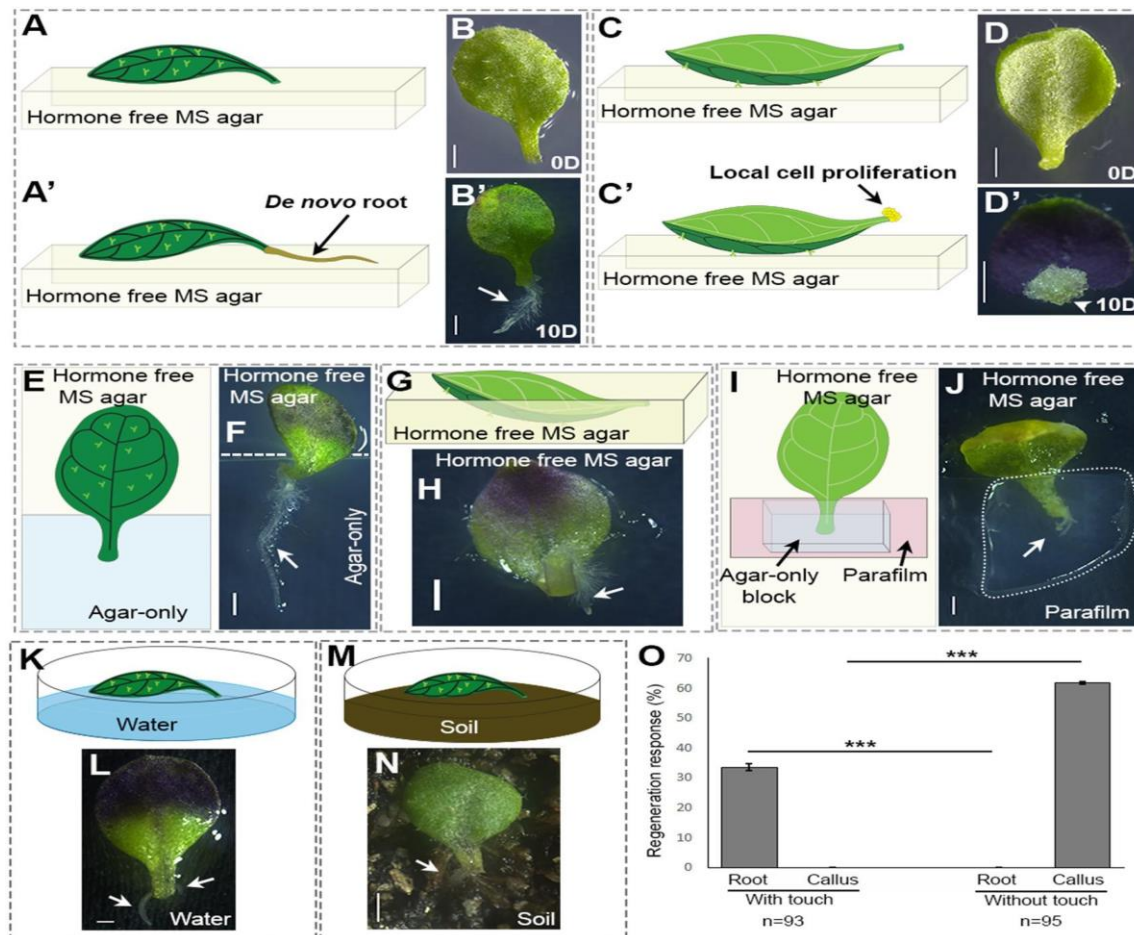 A
Hormone free MS agar
B
0D
C
Hormone free MS agar
D
0D
A'
De novo root
Hormone free MS agar
B'
10D
C'
Local cell proliferation
Hormone free MS agar
D'
10D
E
Hormone free
MS agar
Agar-only
Hormone free
MS agar
F
Agar-only
G
Hormone free MS agar
Hormone free MS agar
H
I
Hormone free
MS agar
Agar-only
block
Parafilm
J
Hormone free
MS agar
Parafilm
K
Water
L
Water
M
Soil
N
Soil
O
Regeneration response (%)
70
60
50
40
30
20
10
0
***
***
Root Callus Root Callus
With touch Without touch
n=93 n=95